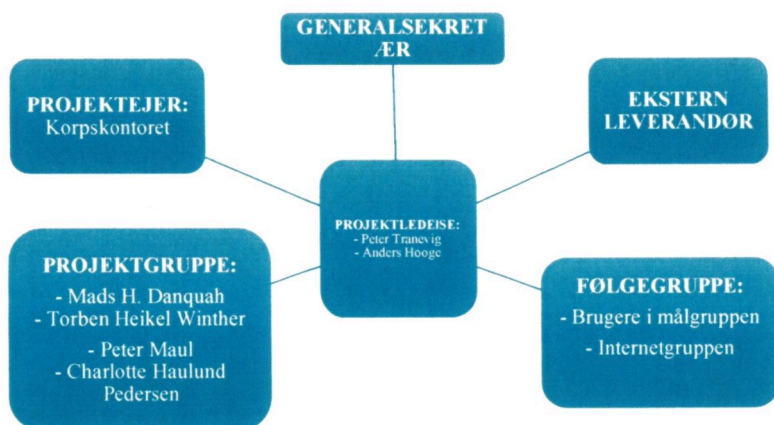 GENERALSEKRET
ÆR
PROJEKTEJER:
Korpskontoret
EKSTERN
LEVERANDØR
PROJEKTLEDELSE:
- Peter Tranevig
- Anders Hooge
PROJEKTGRUPPE:
- Mads H. Danquah
- Torben Heikel Winther
- Peter Maul
- Charlotte Haulund
Pedersen
FØLGEGRUPPE:
- Brugere i målgruppen
- Internetgruppen